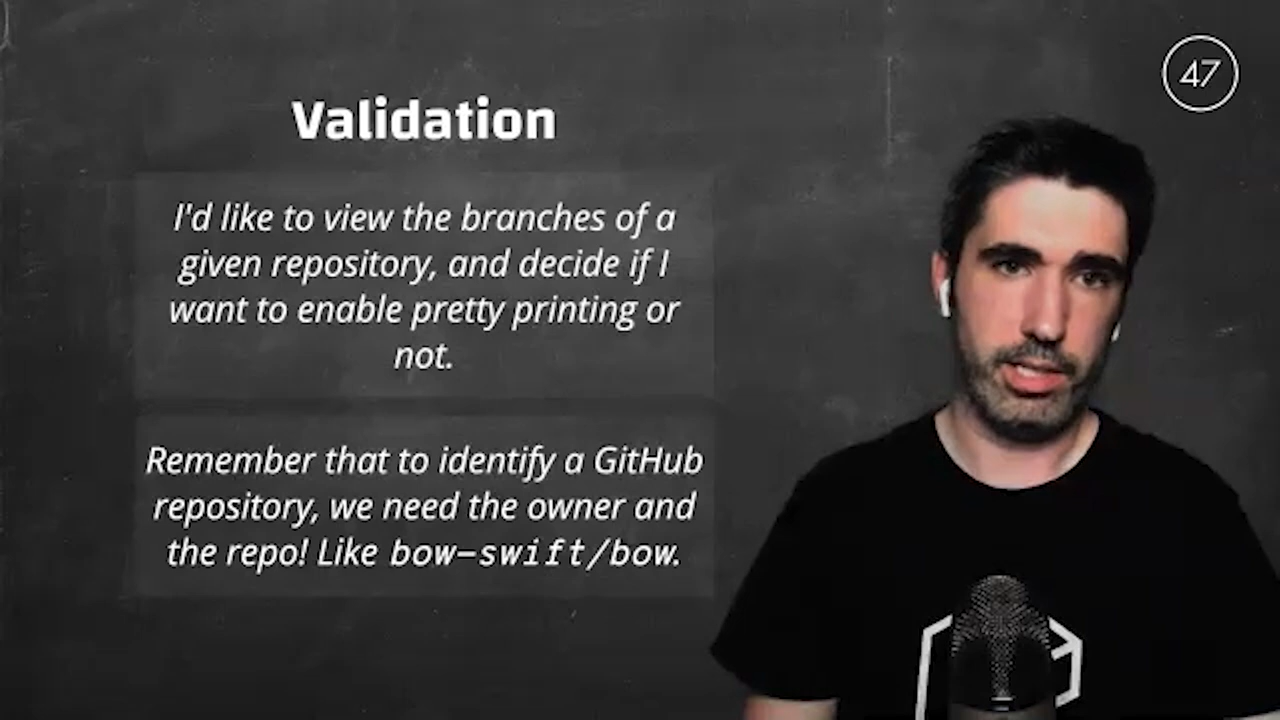 47
Validation
I'd like to view the branches of a
given repository, and decide if I
want to enable pretty printing or
not.
Remember that to identify a GitHub
repository, we need the owner and
the repo! Like bow-swift/bow.